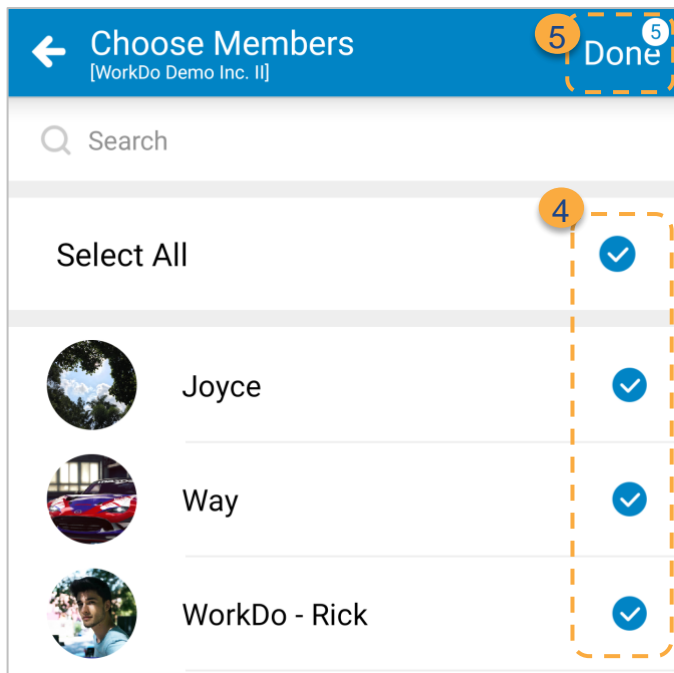 Choose Members
[WorkDo Demo Inc. II]
5
Done
5
Search
4
Select All
Joyce
Way
WorkDo - Rick